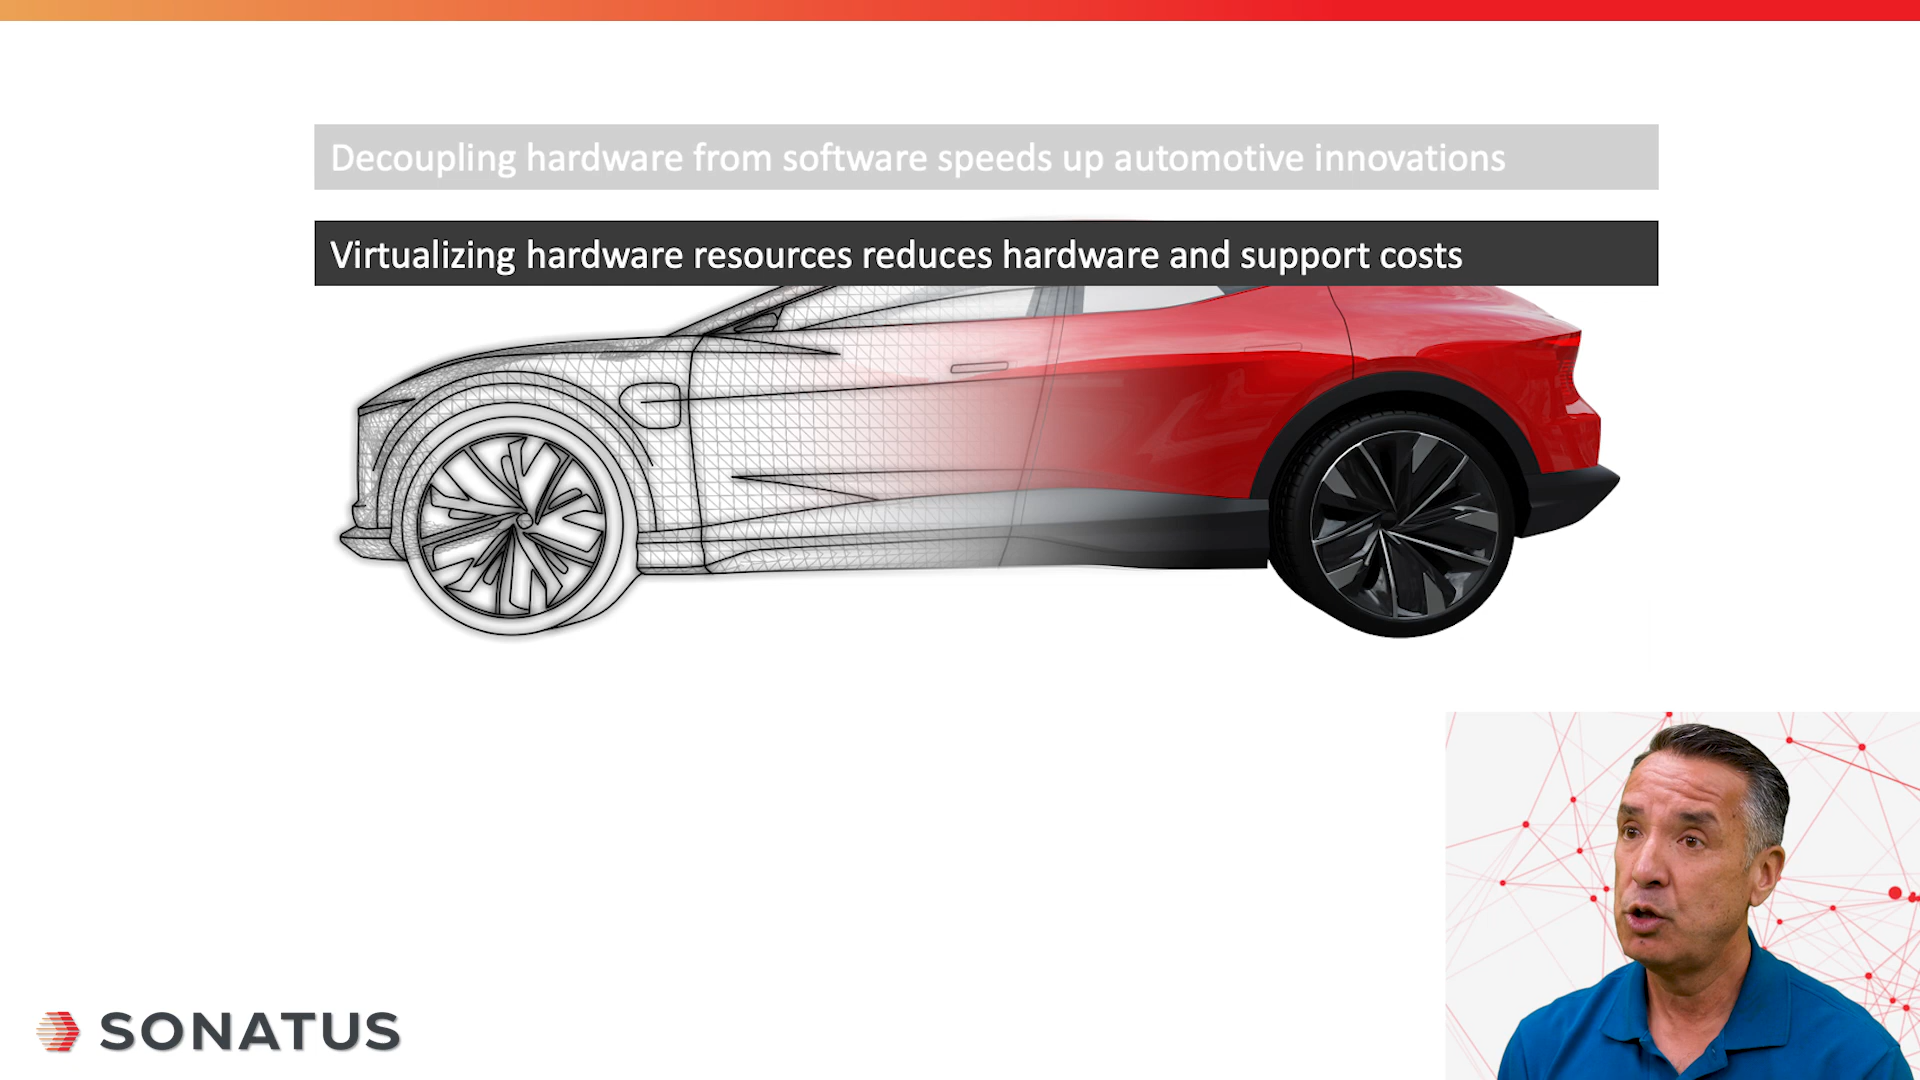 Decoupling hardware from software speeds up automotive innovations
Virtualizing hardware resources reduces hardware and support costs
SONATUS